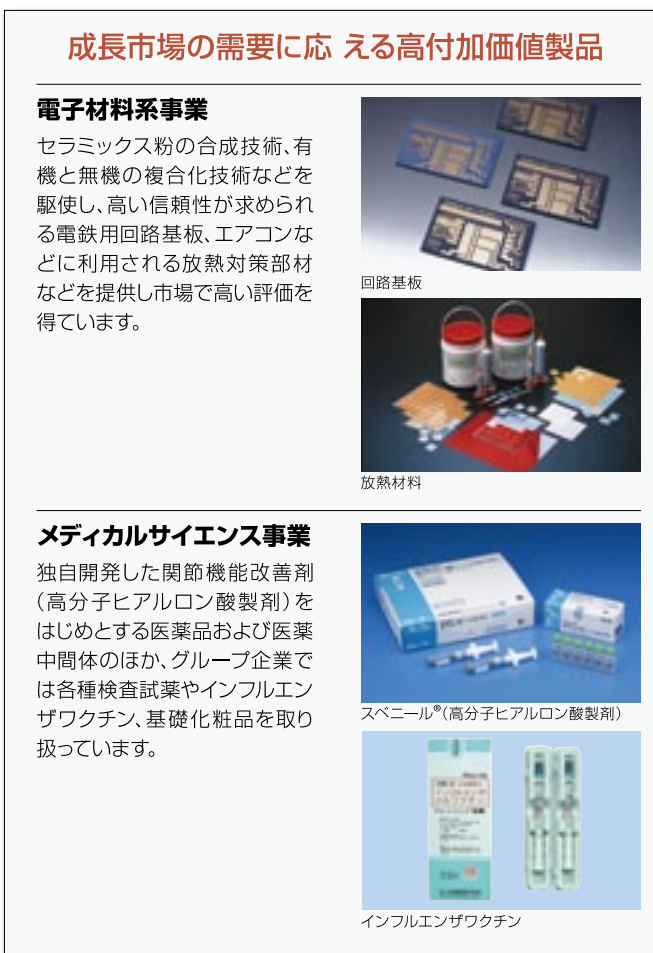 成長市場の需要に応 える高付加価値製品
電子材料系事業
セラミックス粉の合成技術、有
機と無機の複合化技術などを
駆使し、高い信頼性が求められ
る電鉄用回路基板、エアコンな
どに利用される放熱対策部材
などを提供し市場で高い評価を
得ています。
回路基板
放熱材料
メディカルサイエンス事業
独自開発した関節機能改善剤
（高分子ヒアルロン酸製剤）を
はじめとする医薬品および医薬
中間体のほか、グループ企業で
は各種検査試薬やインフルエン
ザワクチン、基礎化粧品を取り
扱っています。
スベニール®（高分子ヒアルロン酸製剤）
インフルエンザワクチン